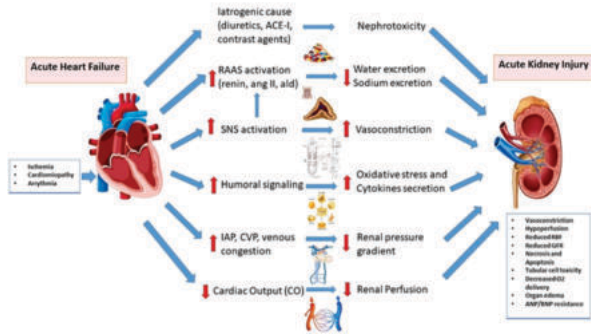 Iatrogenic cause
(diuretics, ACE-I,
contrast agents)
Nephrotoxicity
Acute Heart Failure
RAAS activation
(renin, ang II, ald)
Water excretion
Sodium excretion
Acute Kidney Injury
SNS activation
Vasoconstriction
Ischemia
Cardiomiopathy
Arrythmia
Humoral signaling
Oxidative stress and
Cytokines secretion
IAP, CVP, venous
congestion
Renal pressure
gradient
Cardiac Output (CO)
Renal Perfusion
Vasoconstriction
Hypoperfusion
Reduced RBF
Reduced GFR
Necrosis and
Apoptosis
Tubular cell toxicity
Decreased O2
delivery
Organ edema
ANP/BNP resistance